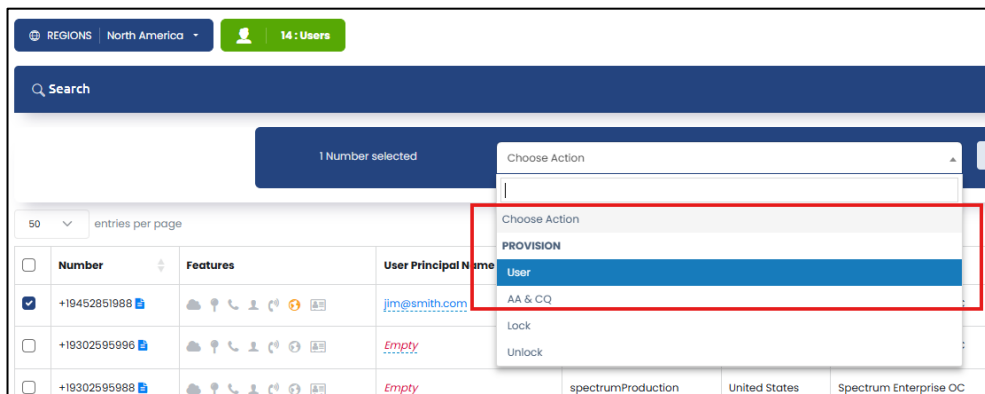 REGIONS North America 14 : Users
Search
1 Number selected Choose Action
50 entries per page Choose Action
PROVISION
Number Features User Principal Name
User
+19452851988 jim@smith.com AA & CQ
Lock
+19302595996 Empty
Unlock
+19302595988 Empty spectrumProduction United States Spectrum Enterprise OC